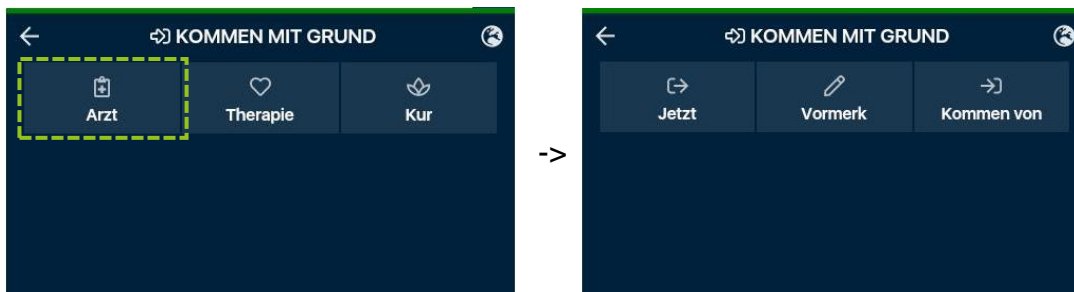 KOMMEN MIT GRUND
Arzt Therapie Kur
->
KOMMEN MIT GRUND
Jetzt Vormerk Kommen von